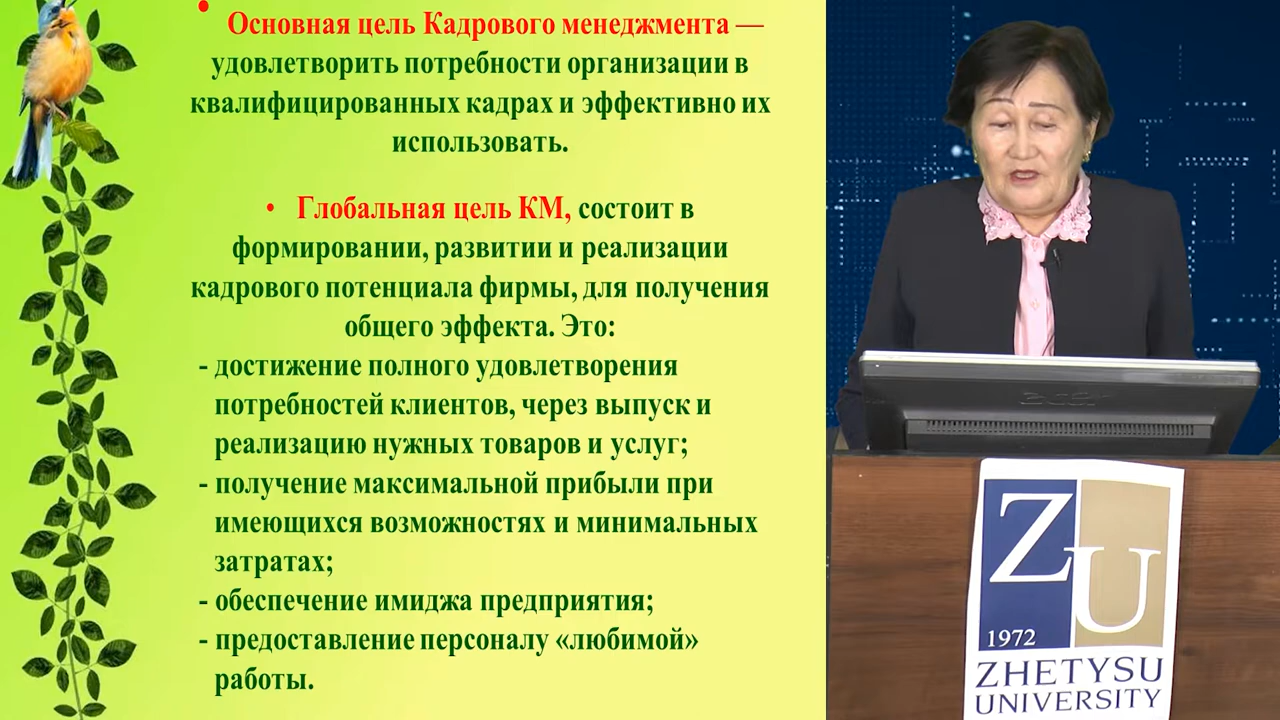 • Основная цель Кадрового менеджмента —
удовлетворить потребности организации в
квалифицированных кадрах и эффективно их
использовать.
• Глобальная цель КМ, состоит в
формировании, развитии и реализации
кадрового потенциала фирмы, для получения
общего эффекта. Это:
- достижение полного удовлетворения
потребностей клиентов, через выпуск и
реализацию нужных товаров и услуг;
- получение максимальной прибыли при
имеющихся возможностях и минимальных
затратах;
- обеспечение имиджа предприятия;
- предоставление персоналу «любимой»
работы.
acer
ZU
1972
ZHETYSU
UNIVERSITY